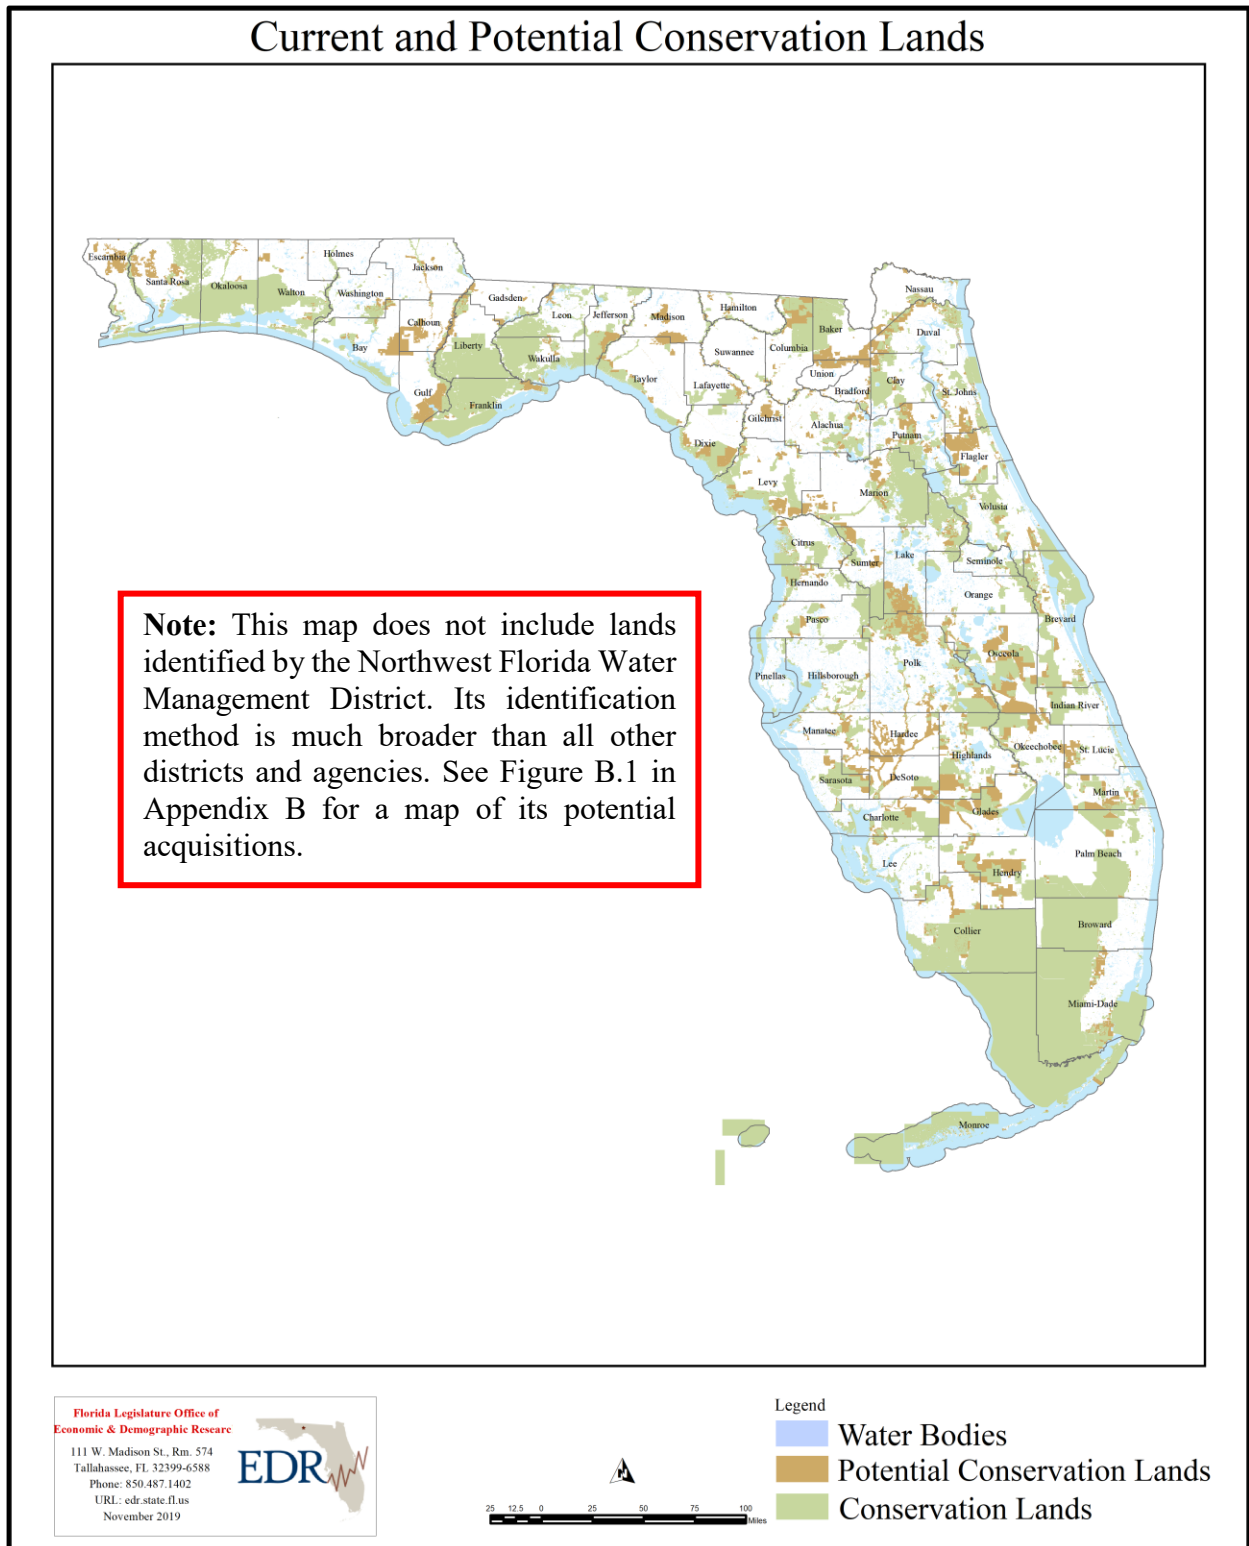 Current and Potential Conservation Lands
Escambia
Santa Rosa
Okaloosa
Walton
Holmes
Washington
Jackson
Bay
Calhoun
Gulf
Gadsden
Liberty
Franklin
Leon
Wakulla
Jefferson
Madison
Taylor
Hamilton
Suwannee
Lafayette
Dixie
Columbia
Gilchrist
Levy
Baker
Union
Bradford
Alachua
Nassau
Duval
Clay
St. Johns
Putnam
Flagler
Marion
Volusia
Citrus
Sumter
Lake
Seminole
Hernando
Orange
Pasco
Brevard
Pinellas
Hillsborough
Polk
Osceola
Indian River
Manatee
Hardee
Highlands
Okeechobee
St. Lucie
Sarasota
DeSoto
Martin
Charlotte
Glades
Lee
Hendry
Palm Beach
Collier
Broward
Miami-Dade
Monroe
Note: This map does not include lands
identified by the Northwest Florida Water
Management District. Its identification
method is much broader than all other
districts and agencies. See Figure B.1 in
Appendix B for a map of its potential
acquisitions.
Florida Legislature Office of
Economic & Demographic Researc
111 W. Madison St., Rm. 574
Tallahassee, FL 32399-6588
Phone: 850.487.1402
URL: edr.state.fl.us
November 2019
EDR
N
25 12.5 0 25 50 75 100
Miles
Legend
Water Bodies
Potential Conservation Lands
Conservation Lands